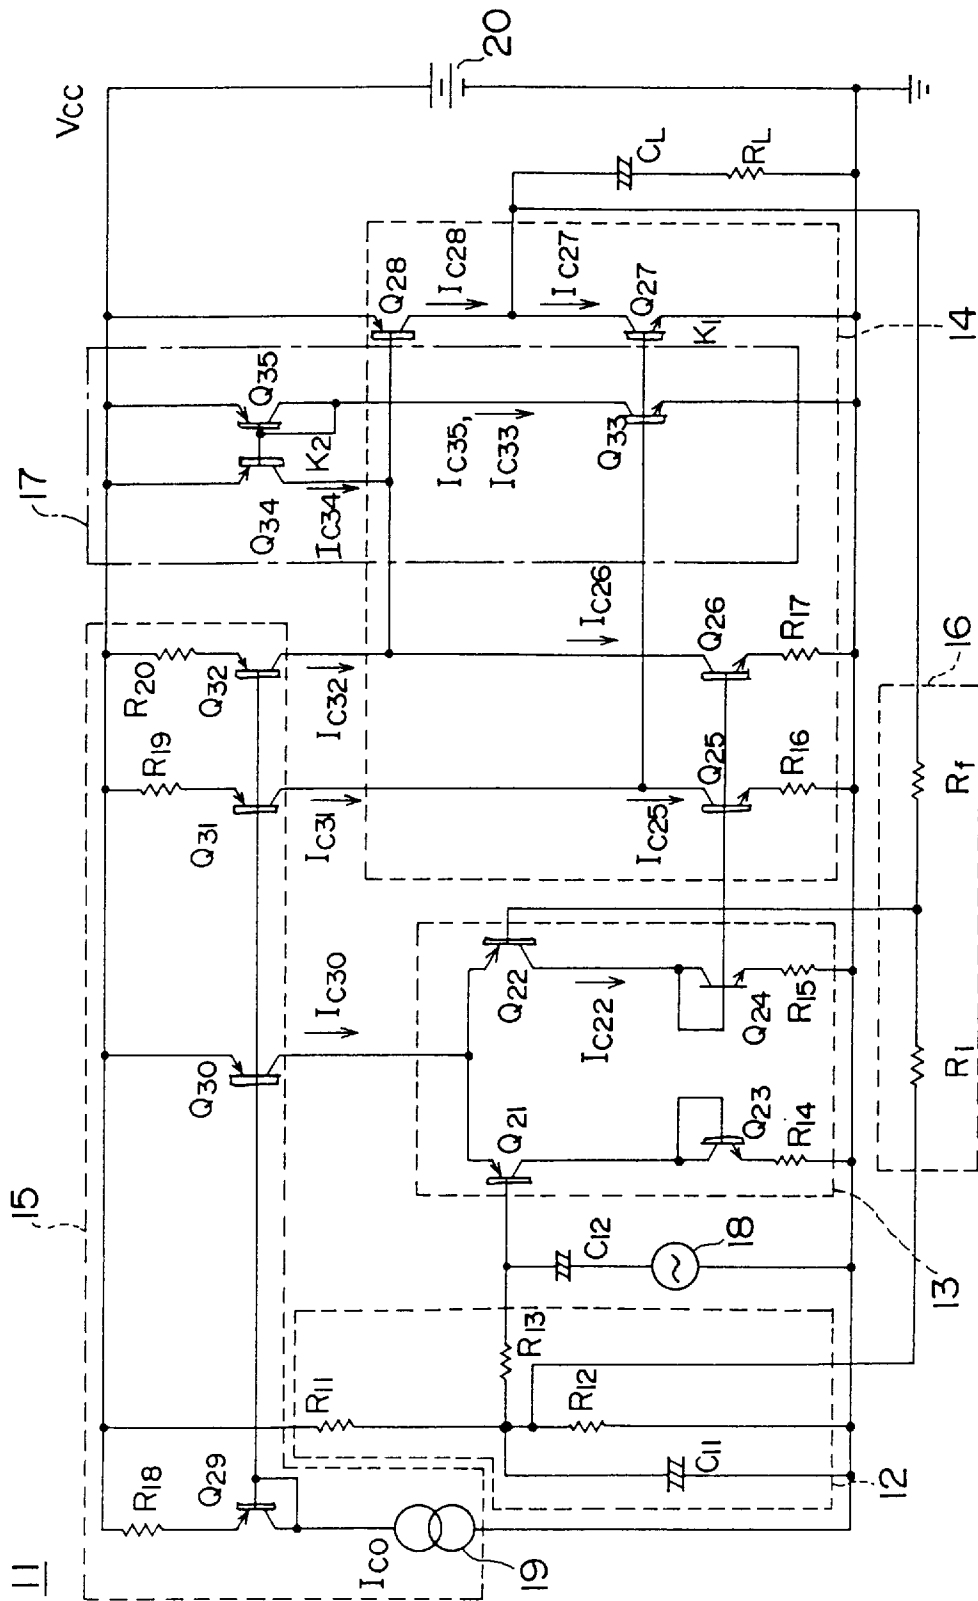 11
15
R18
Q29
ICO
19
R11
R12
R13
C11
12
C12
18
Q30
IC30
Q21
Q22
IC22
Q23
Q24
R14
R15
13
R19
R20
Q31
Q32
IC31
IC32
IC25
IC26
Q25
Q26
R16
R17
17
Q34
Q35
K2
IC34
IC35,
IC33
Q33
Q28
IC28
IC27
Q27
K1
14
VCC
20
CL
RL
16
R1
Rf